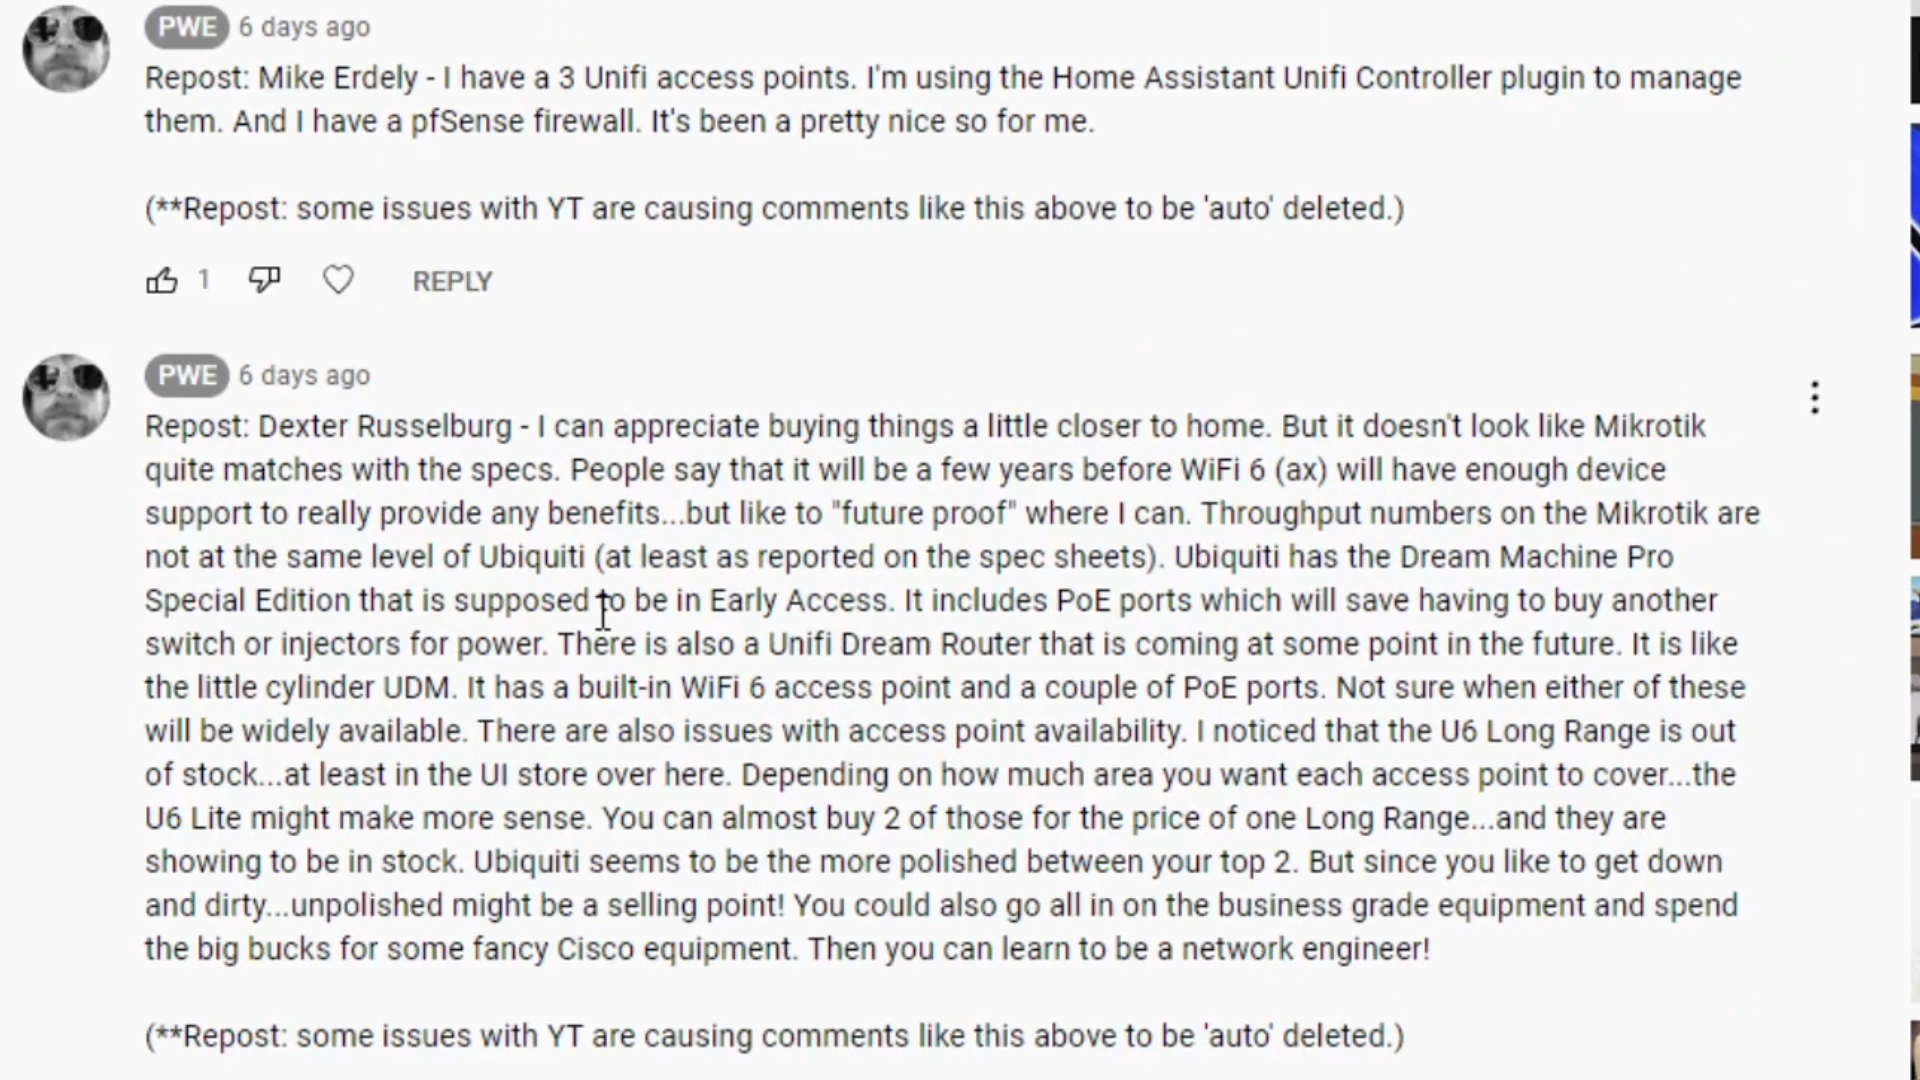 PWE 6 days ago
Repost: Mike Erdely - I have a 3 Unifi access points. I'm using the Home Assistant Unifi Controller plugin to manage
them. And I have a pfSense firewall. It's been a pretty nice so for me.
(**Repost: some issues with YT are causing comments like this above to be 'auto' deleted.)
1 REPLY
PWE 6 days ago
Repost: Dexter Russelburg - I can appreciate buying things a little closer to home. But it doesn't look like Mikrotik
quite matches with the specs. People say that it will be a few years before WiFi 6 (ax) will have enough device
support to really provide any benefits...but like to "future proof" where I can. Throughput numbers on the Mikrotik are
not at the same level of Ubiquiti (at least as reported on the spec sheets). Ubiquiti has the Dream Machine Pro
Special Edition that is supposed to be in Early Access. It includes PoE ports which will save having to buy another
switch or injectors for power. There is also a Unifi Dream Router that is coming at some point in the future. It is like
the little cylinder UDM. It has a built-in WiFi 6 access point and a couple of PoE ports. Not sure when either of these
will be widely available. There are also issues with access point availability. I noticed that the U6 Long Range is out
of stock...at least in the UI store over here. Depending on how much area you want each access point to cover...the
U6 Lite might make more sense. You can almost buy 2 of those for the price of one Long Range...and they are
showing to be in stock. Ubiquiti seems to be the more polished between your top 2. But since you like to get down
and dirty...unpolished might be a selling point! You could also go all in on the business grade equipment and spend
the big bucks for some fancy Cisco equipment. Then you can learn to be a network engineer!
(**Repost: some issues with YT are causing comments like this above to be 'auto' deleted.)